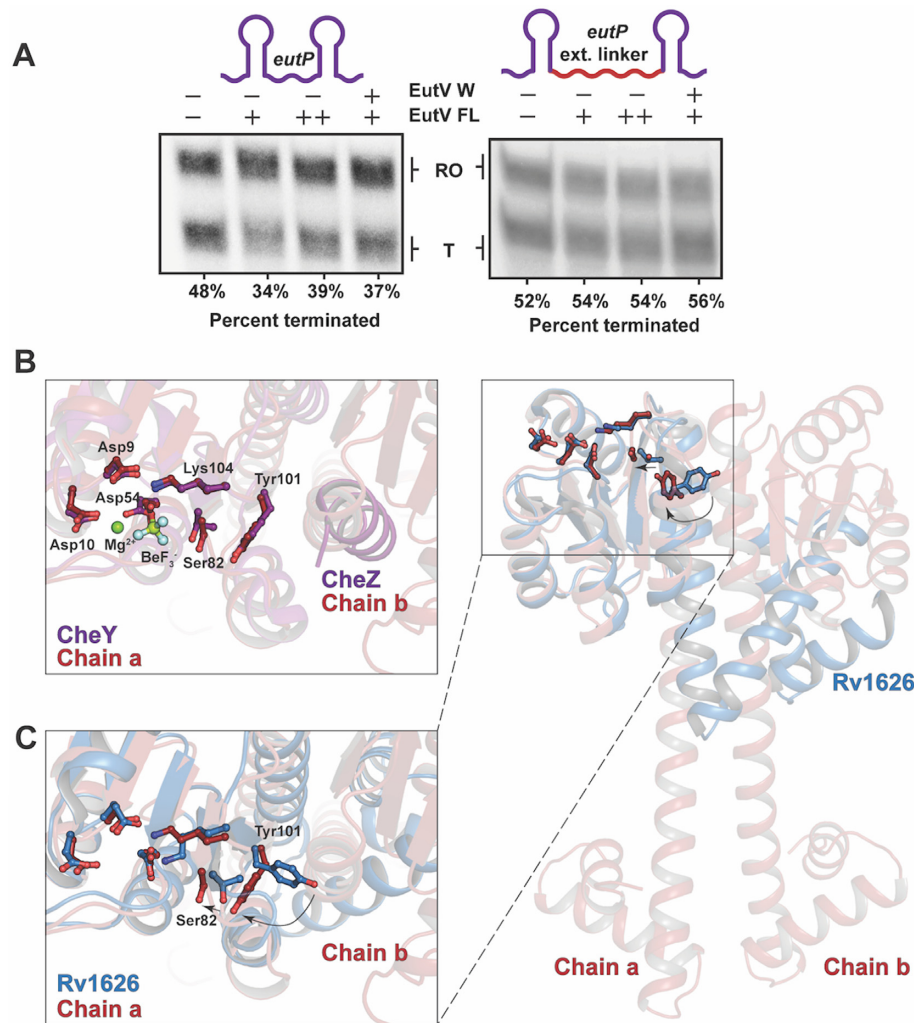 A
eutP
eutP
ext. linker
EutV W
EutV FL
− − − +
− + ++ +
− − − +
− + ++ +
RO
T
48% 34% 39% 37%
Percent terminated
52% 54% 54% 56%
Percent terminated
B
Asp9
Lys104
Tyr101
Asp54
Asp10
Mg2+
BeF3-
Ser82
CheZ
Chain b
CheY
Chain a
Rv1626
C
Tyr101
Ser82
Chain b
Rv1626
Chain a
Chain a
Chain b